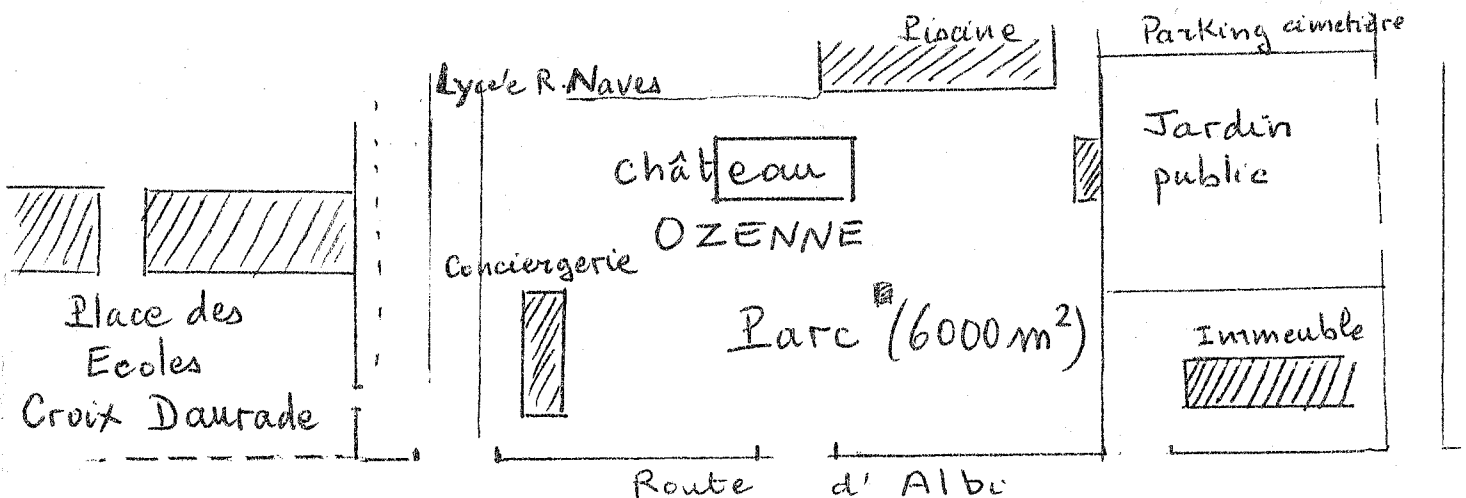 Piscine
Parking cimetière
Lycée R. Naves
Jardin
public
château
OZENNE
Conciergerie
Place des
Ecoles
Croix Daurade
Parc (6000 m²)
Immeuble
Route d'Albi